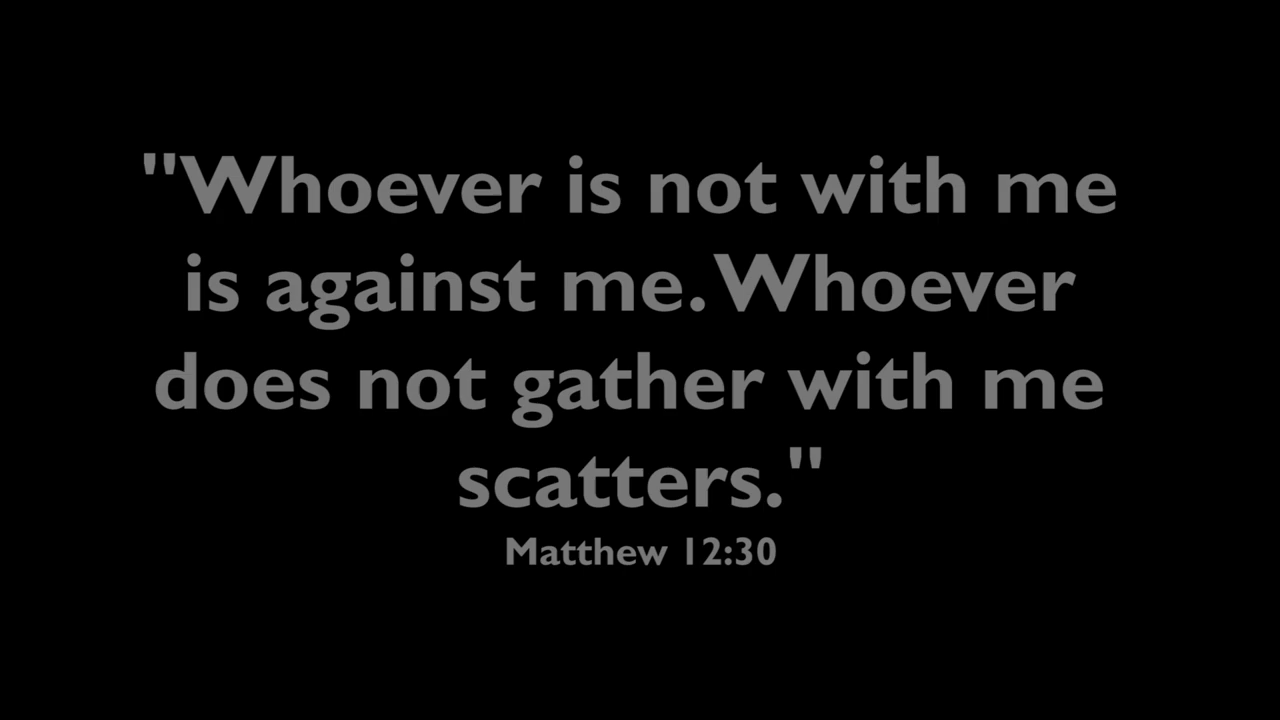 "Whoever is not with me
is against me. Whoever
does not gather with me
scatters."
Matthew 12:30